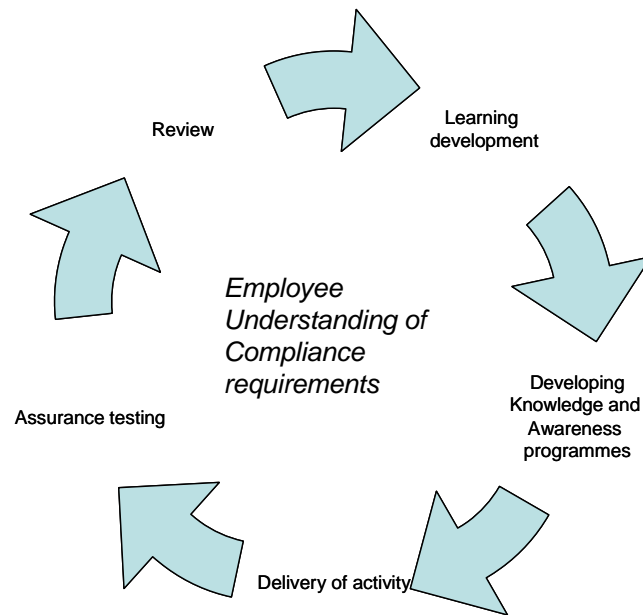 Review
Learning
development
Employee
Understanding of
Compliance
requirements
Developing
Knowledge and
Awareness
programmes
Assurance testing
Delivery of activity